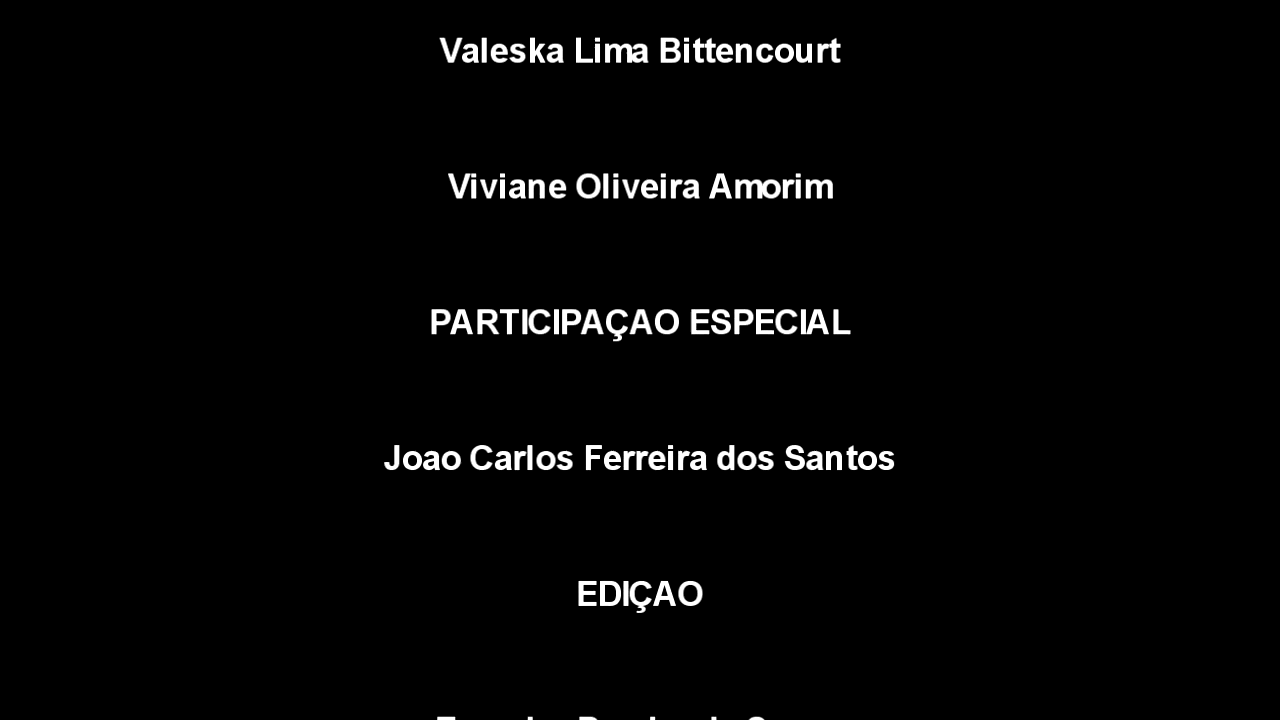 Valeska Lima Bittencourt
Viviane Oliveira Amorim
PARTICIPAÇAO ESPECIAL
Joao Carlos Ferreira dos Santos
EDIÇAO